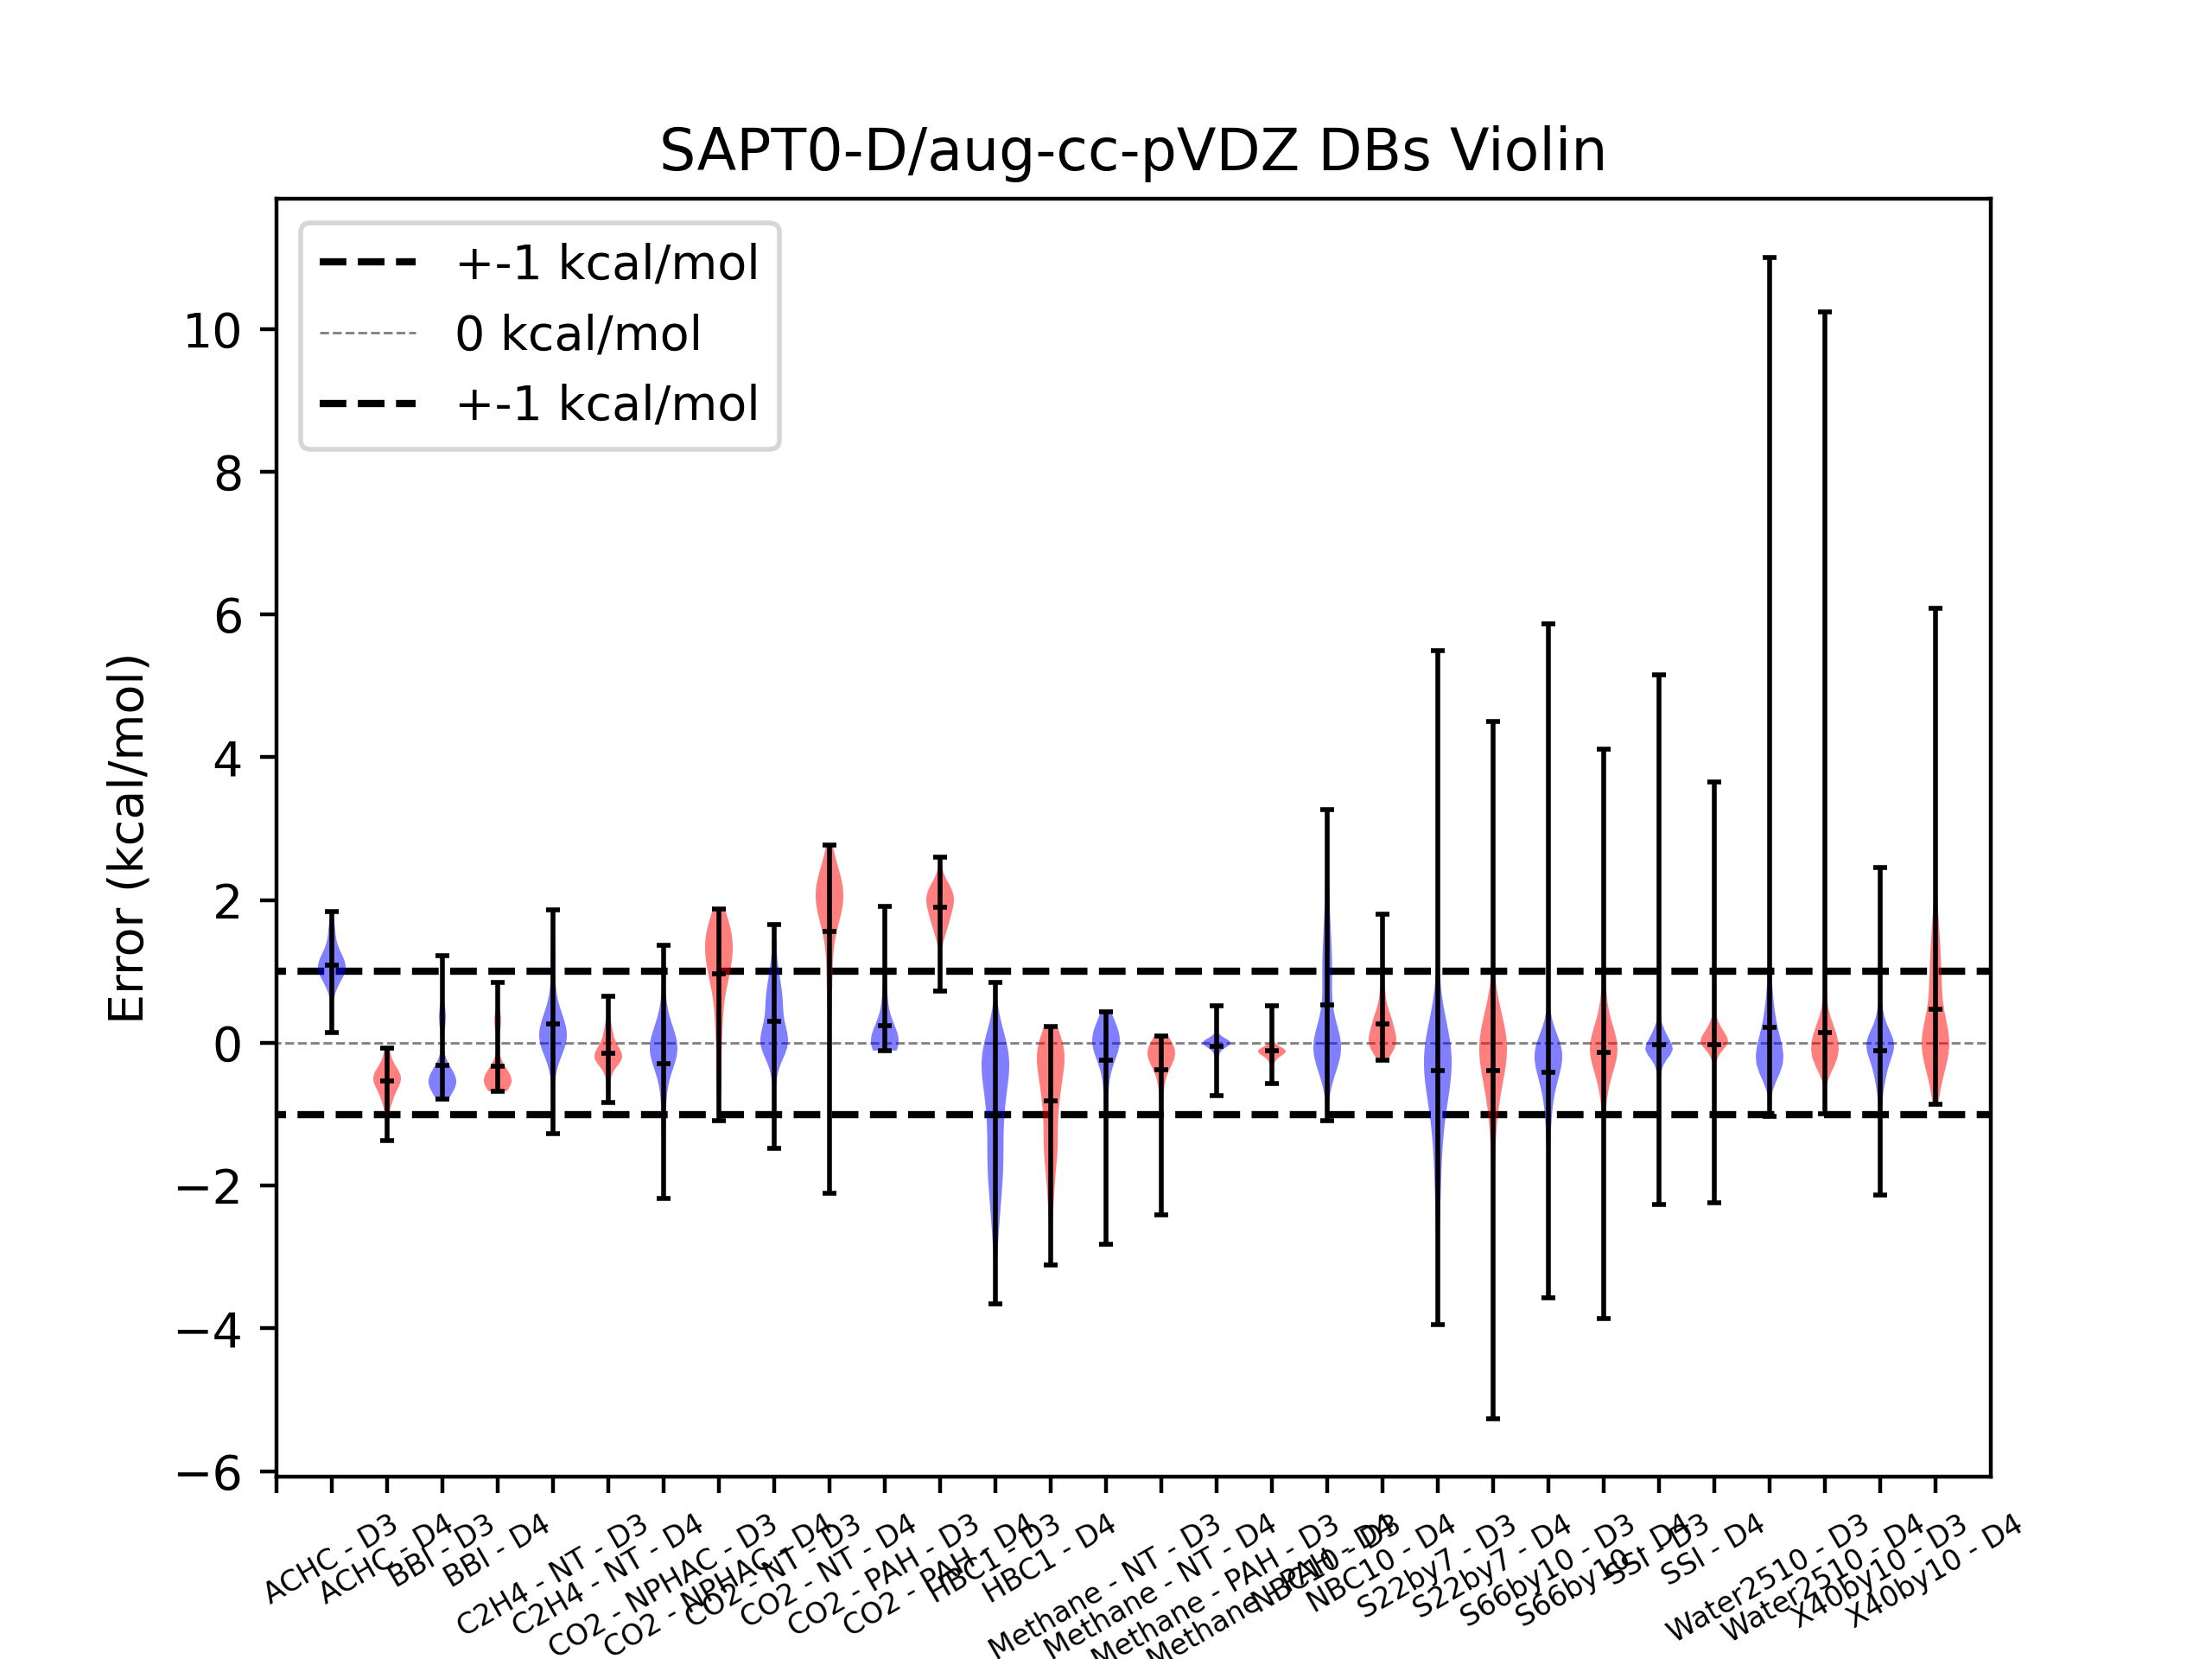 SAPT0-D/aug-cc-pVDZ DBs Violin
+-1 kcal/mol
0 kcal/mol
+-1 kcal/mol
Error (kcal/mol)
10
8
6
4
2
0
−2
−4
−6
ACHC - D3
ACHC - D4
BBI - D3
BBI - D4
C2H4 - NT - D3
C2H4 - NT - D4
CO2 - NPHAC - D3
CO2 - NPHAC - D4
CO2 - NT - D3
CO2 - NT - D4
CO2 - PAH - D3
CO2 - PAH - D4
HBC1 - D3
HBC1 - D4
Methane - NT - D3
Methane - NT - D4
Methane - PAH - D3
Methane - PAH - D4
NBC10 - D3
NBC10 - D4
S22by7 - D3
S22by7 - D4
S66by10 - D3
S66by10 - D4
SSI - D3
SSI - D4
Water2510 - D3
Water2510 - D4
X40by10 - D3
X40by10 - D4